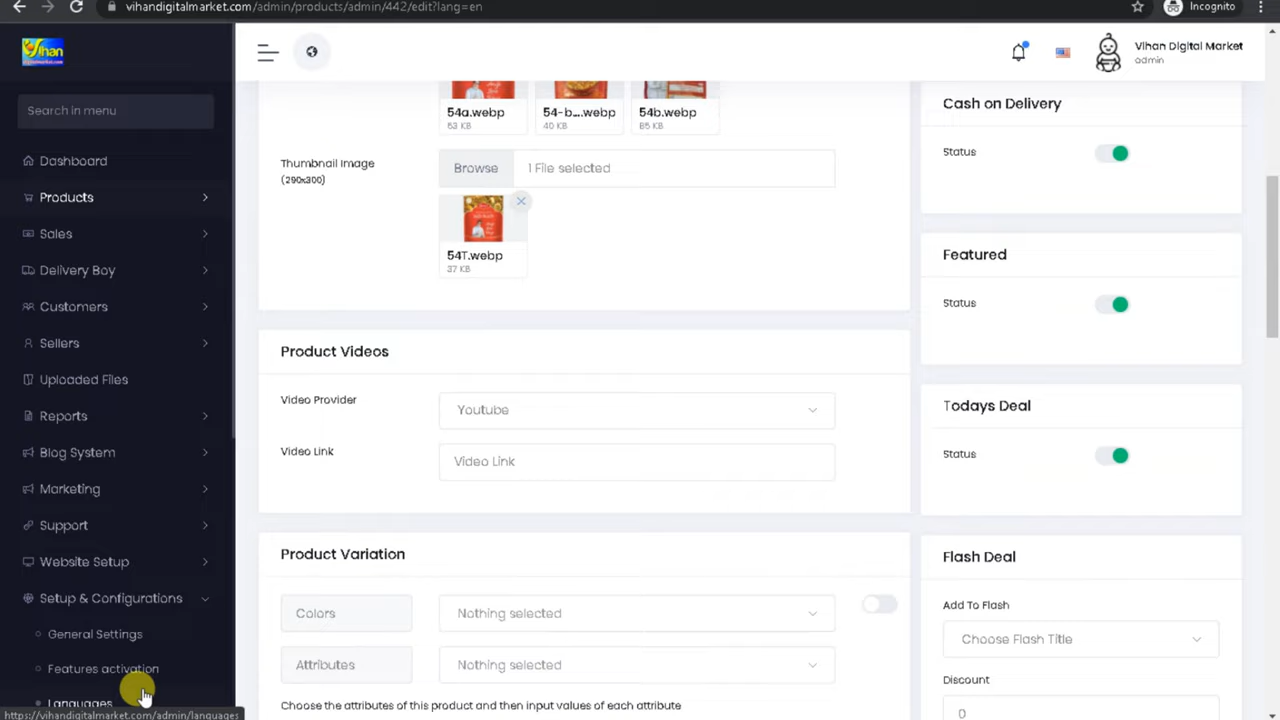 vihandigitalmarket.com/admin/products/admin/442/edit?lang=en
Incognito
Vihan
Search in menu
Dashboard
Products
Sales
Delivery Boy
Customers
Sellers
Uploaded Files
Reports
Blog System
Marketing
Support
Website Setup
Setup & Configurations
General Settings
Features activation
Languages
https://vihandigitalmarket.com/admin/languages
Vihan Digital Market
admin
54a.webp
53 KB
54-b....webp
40 KB
54b.webp
85 KB
Thumbnail Image
(290x300)
Browse
1 File selected
54T.webp
37 KB
Product Videos
Video Provider
Youtube
Video Link
Video Link
Product Variation
Colors
Nothing selected
Attributes
Nothing selected
Choose the attributes of this product and then input values of each attribute
Cash on Delivery
Status
Featured
Status
Todays Deal
Status
Flash Deal
Add To Flash
Choose Flash Title
Discount
0